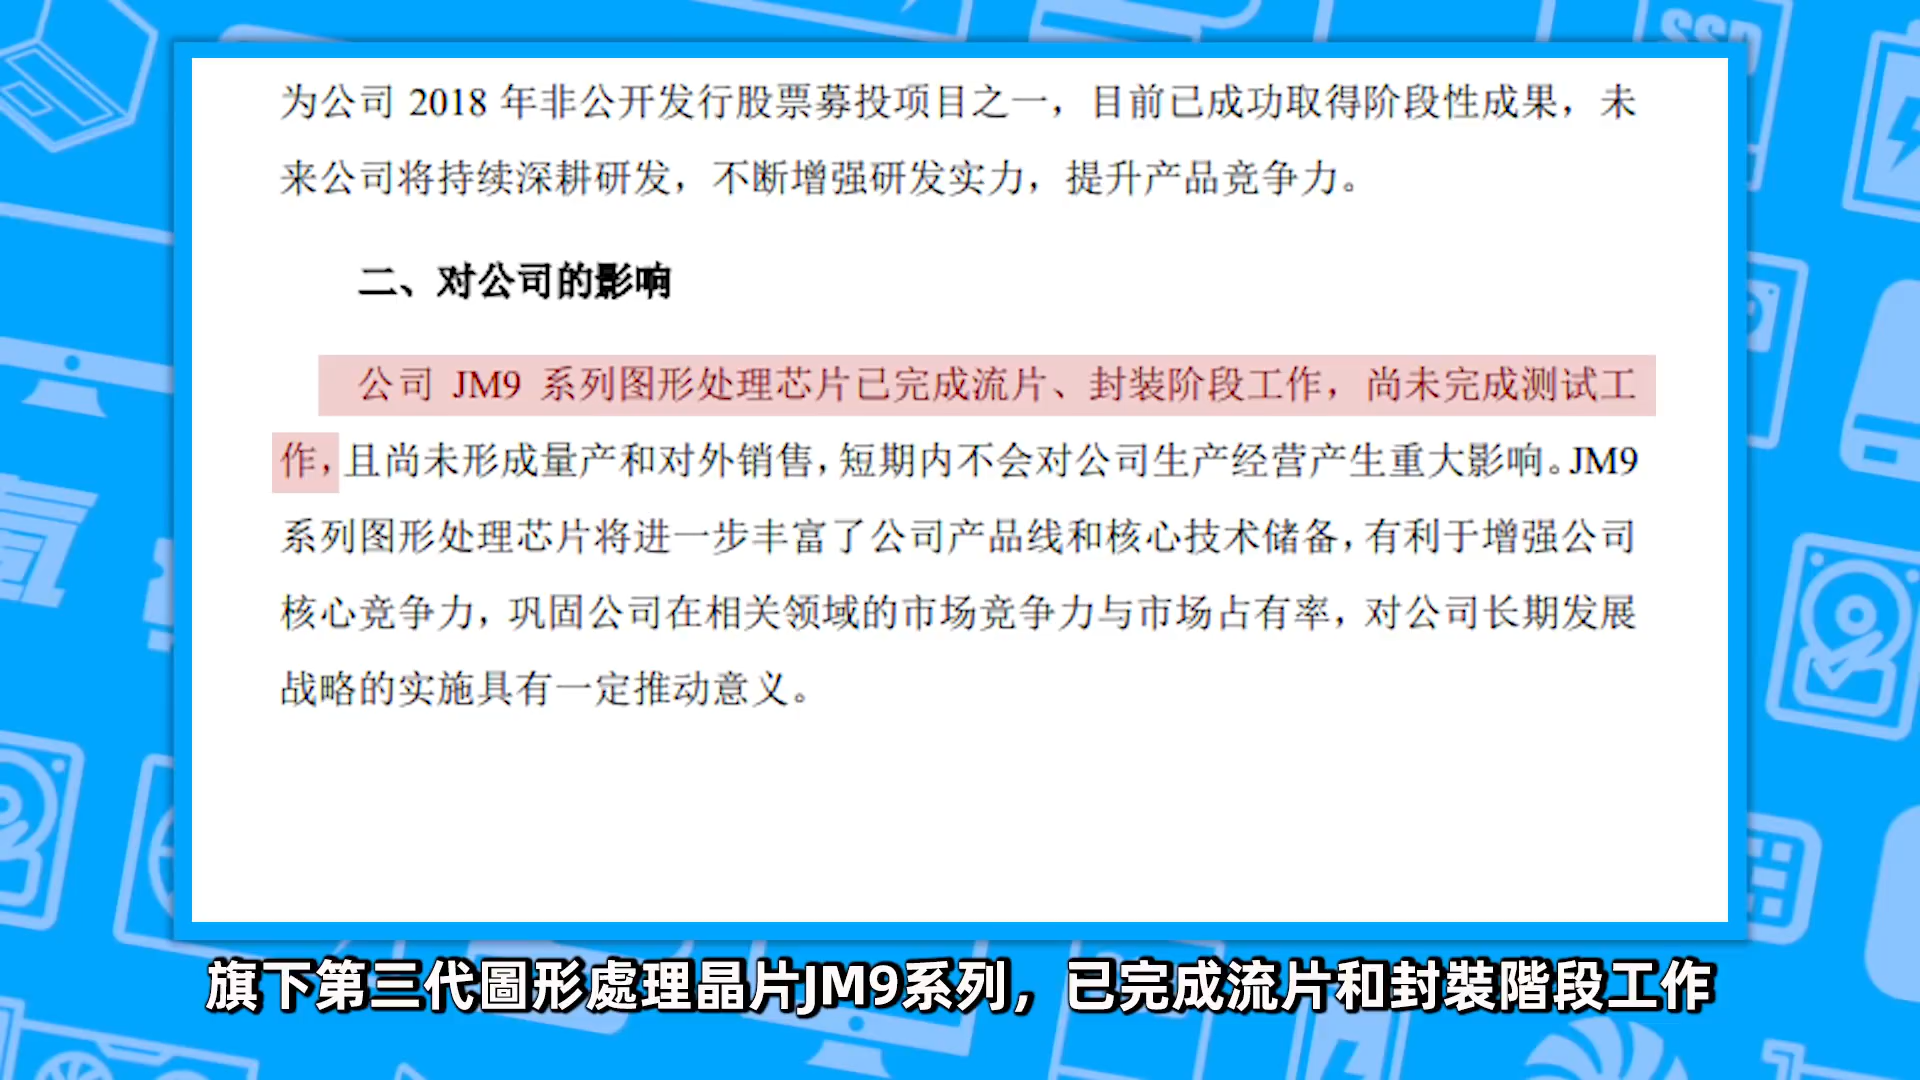 SSD
为公司 2018 年非公开发行股票募投项目之一，目前已成功取得阶段性成果，未
来公司将持续深耕研发，不断增强研发实力，提升产品竞争力。
二、对公司的影响
公司 JM9 系列图形处理芯片已完成流片、封装阶段工作，尚未完成测试工
作，且尚未形成量产和对外销售，短期内不会对公司生产经营产生重大影响。JM9
系列图形处理芯片将进一步丰富了公司产品线和核心技术储备，有利于增强公司
核心竞争力，巩固公司在相关领域的市场竞争力与市场占有率，对公司长期发展
战略的实施具有一定推动意义。
旗下第三代圖形處理晶片JM9系列，已完成流片和封裝階段工作